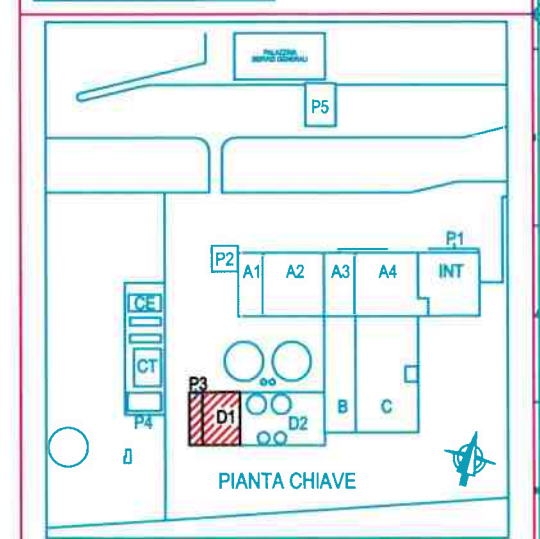 PALAZZINA
SERVIZI GENERALI
P5
P1
P2
A1
A2
A3
A4
INT
CE
CT
P3
D1
D2
B
C
P4
PIANTA CHIAVE